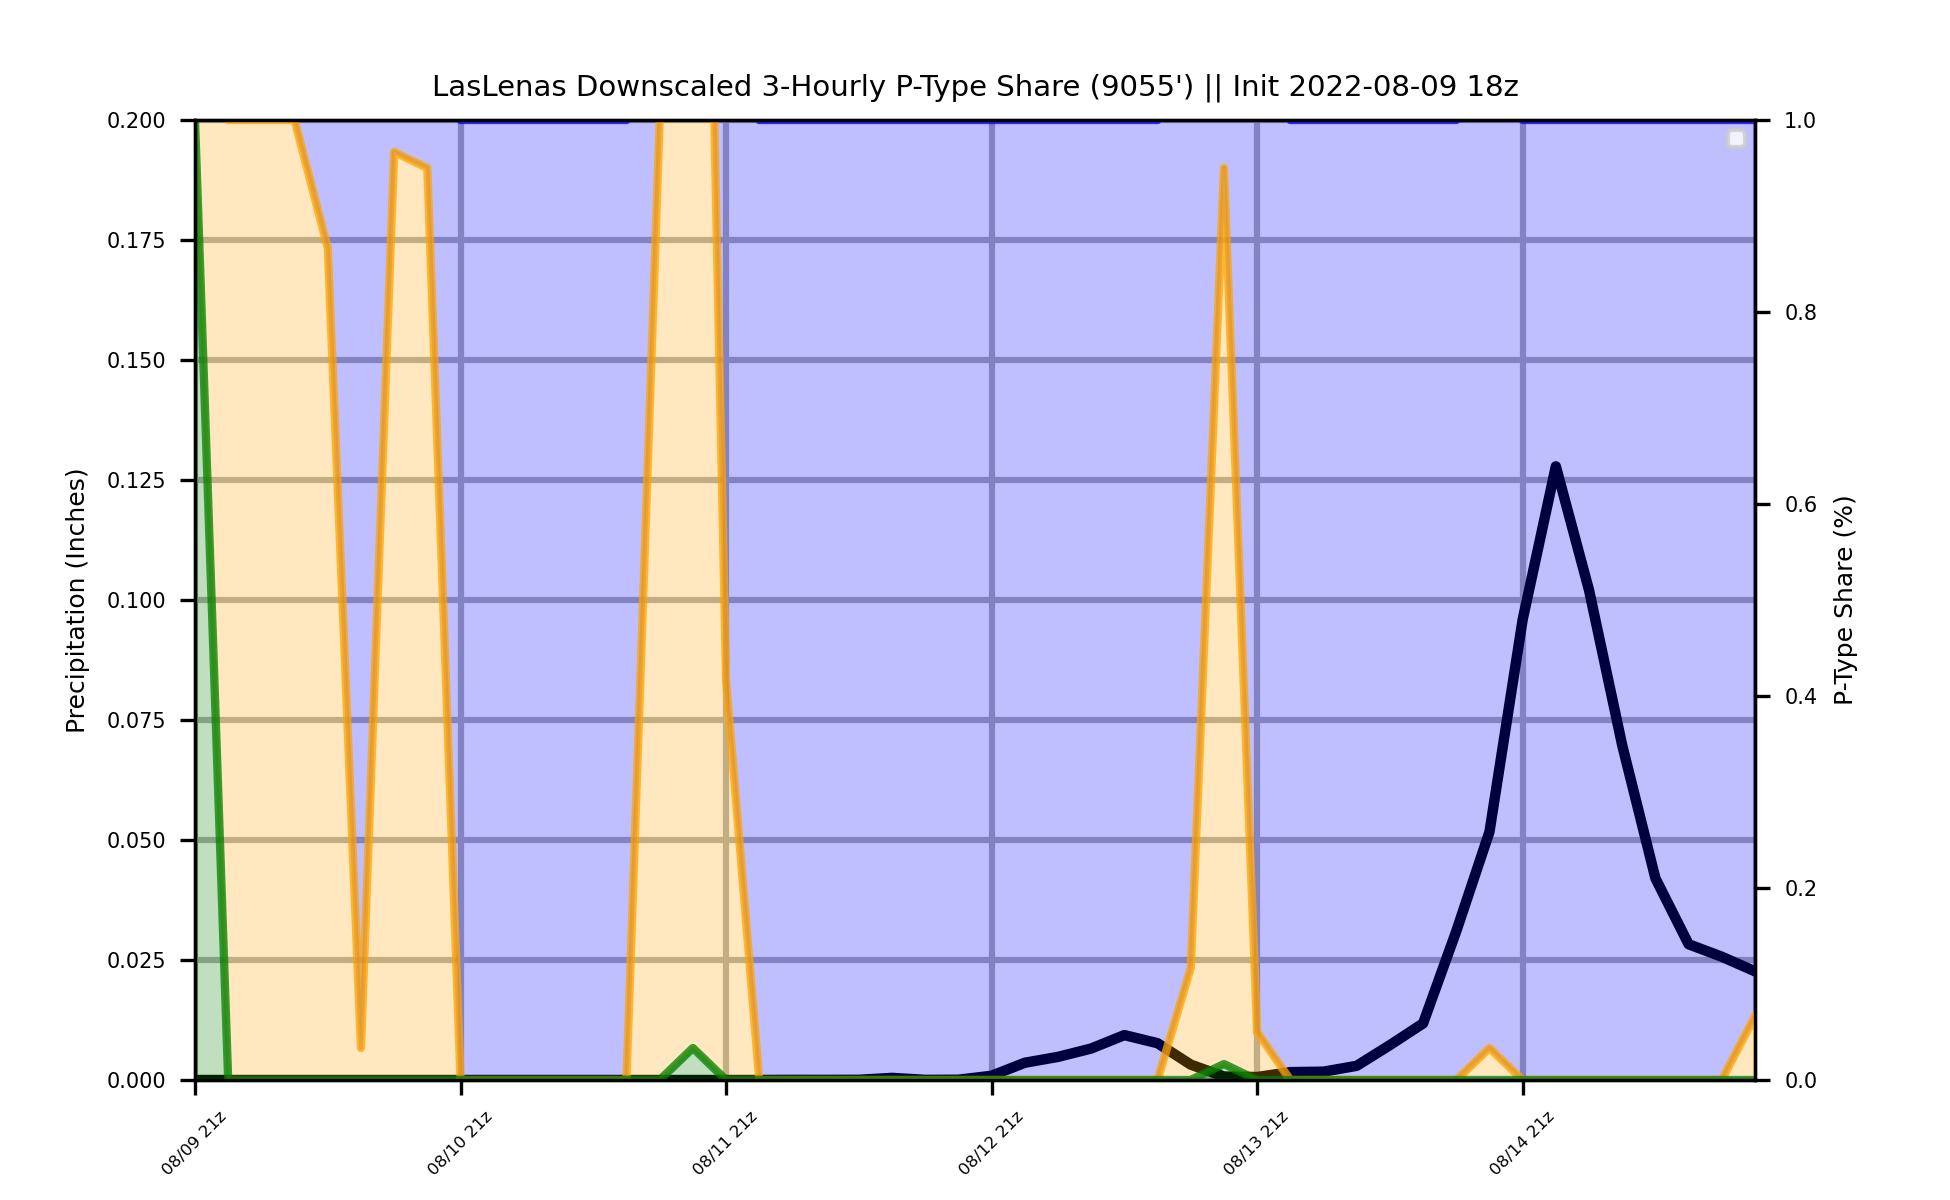 LasLenas Downscaled 3-Hourly P-Type Share (9055') || Init 2022-08-09 18z
0.200
0.175
0.150
0.125
0.100
0.075
0.050
0.025
0.000
Precipitation (Inches)
1.0
0.8
0.6
0.4
0.2
0.0
P-Type Share (%)
08/09 21z
08/10 21z
08/11 21z
08/12 21z
08/13 21z
08/14 21z